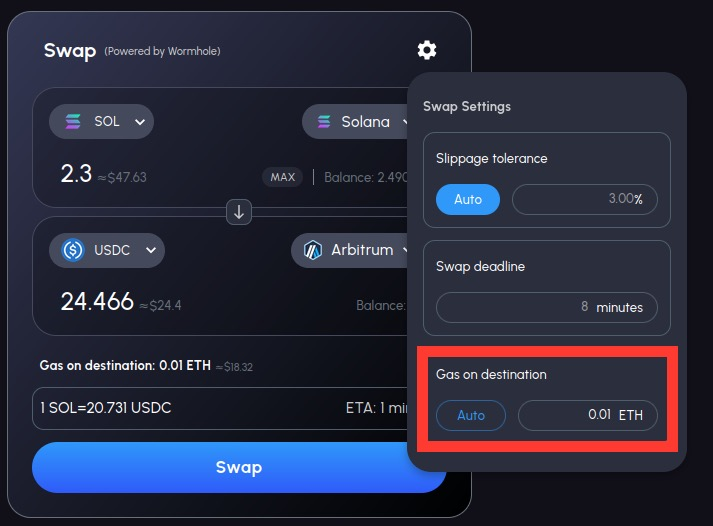 Swap (Powered by Wormhole)
SOL Solana
2.3 ≈$47.63 MAX Balance: 2.490
USDC Arbitrum
24.466 ≈$24.4 Balance:
Gas on destination: 0.01 ETH ≈$18.32
1 SOL=20.731 USDC ETA: 1 min
Swap
Swap Settings
Slippage tolerance
Auto 3.00%
Swap deadline
8 minutes
Gas on destination
Auto 0.01 ETH